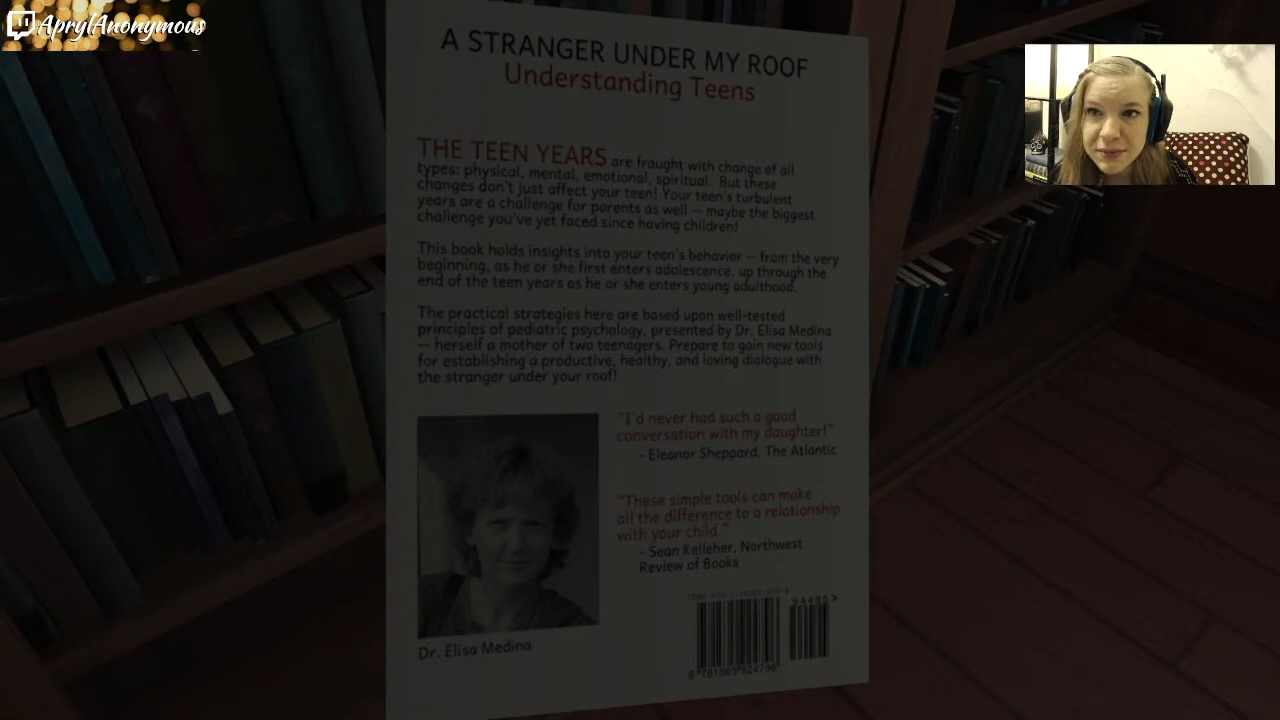 AprylAnonymous
A STRANGER UNDER MY ROOF
Understanding Teens
THE TEEN YEARS are fraught with change of all
types: physical, mental, emotional, spiritual. But these
changes don't just affect your teen! Your teen's turbulent
years are a challenge for parents as well -- maybe the biggest
challenge you've yet faced since having children!
This book holds insights into your teen's behavior -- from the very
beginning, as he or she first enters adolescence, up through the
end of the teen years as he or she enters young adulthood.
The practical strategies here are based upon well-tested
principles of pediatric psychology, presented by Dr. Elisa Medina
-- herself a mother of two teenagers. Prepare to gain new tools
for establishing a productive, healthy, and loving dialogue with
the stranger under your roof!
"I'd never had such a good
conversation with my daughter!"
- Eleanor Sheppard, The Atlantic
"These simple tools can make
all the difference to a relationship
with your child."
- Sean Kelleher, Northwest
Review of Books
Dr. Elisa Medina
ISBN